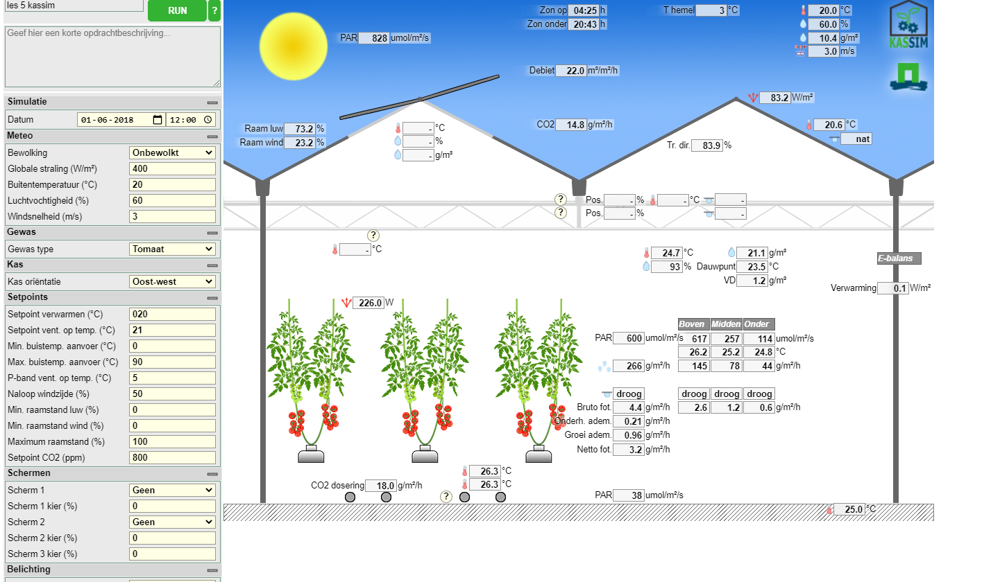 les 5 kassim
RUN ?
Geef hier een korte opdrachtbeschrijving...
Simulatie
Datum 01-06-2018 12:00
Meteo
Bewolking Onbewolkt
Globale straling (W/m²) 400
Buitentemperatuur (°C) 20
Luchtvochtigheid (%) 60
Windsnelheid (m/s) 3
Gewas
Gewas type Tomaat
Kas
Kas oriëntatie Oost-west
Setpoints
Setpoint verwarmen (°C) 020
Setpoint vent. op temp. (°C) 21
Min. buistemp. aanvoer (°C) 0
Max. buistemp. aanvoer (°C) 90
P-band vent. op temp. (°C) 5
Naloop windzijde (%) 50
Min. raamstand luw (%) 0
Min. raamstand wind (%) 0
Maximum raamstand (%) 100
Setpoint CO2 (ppm) 800
Schermen
Scherm 1 Geen
Scherm 1 kier (%) 0
Scherm 2 Geen
Scherm 2 kier (%) 0
Scherm 3 kier (%) 0
Belichting
Zon op 04:25 h
Zon onder 20:43 h
T hemel 3 °C
20.0 °C
60.0 %
10.4 g/m³
3.0 m/s
KASSIM
PAR 828 umol/m²/s
Debiet 22.0 m³/m²/h
83.2 W/m²
CO2 14.8 g/m²/h
20.6 °C
nat
Raam luw 73.2 %
Raam wind 23.2 %
- °C
- %
- g/m³
Tr. dir. 83.9 %
? Pos. - % - °C -
? Pos. - % -
?
- °C
24.7 °C 21.1 g/m³
93 % Dauwpunt 23.5 °C
VD 1.2 g/m³
E-balans
Verwarming 0.1 W/m²
226.0 W
Boven Midden Onder
PAR 600 umol/m²/s 617 257 114 umol/m²/s
26.2 25.2 24.8 °C
266 g/m²/h 145 78 44 g/m²/h
droog droog droog droog
Bruto fot. 4.4 g/m²/h 2.6 1.2 0.6 g/m²/h
Onderh. adem. 0.21 g/m²/h
Groei adem. 0.96 g/m²/h
Netto fot. 3.2 g/m²/h
26.3 °C
CO2 dosering 18.0 g/m²/h 26.3 °C
?
PAR 38 umol/m²/s
25.0 °C